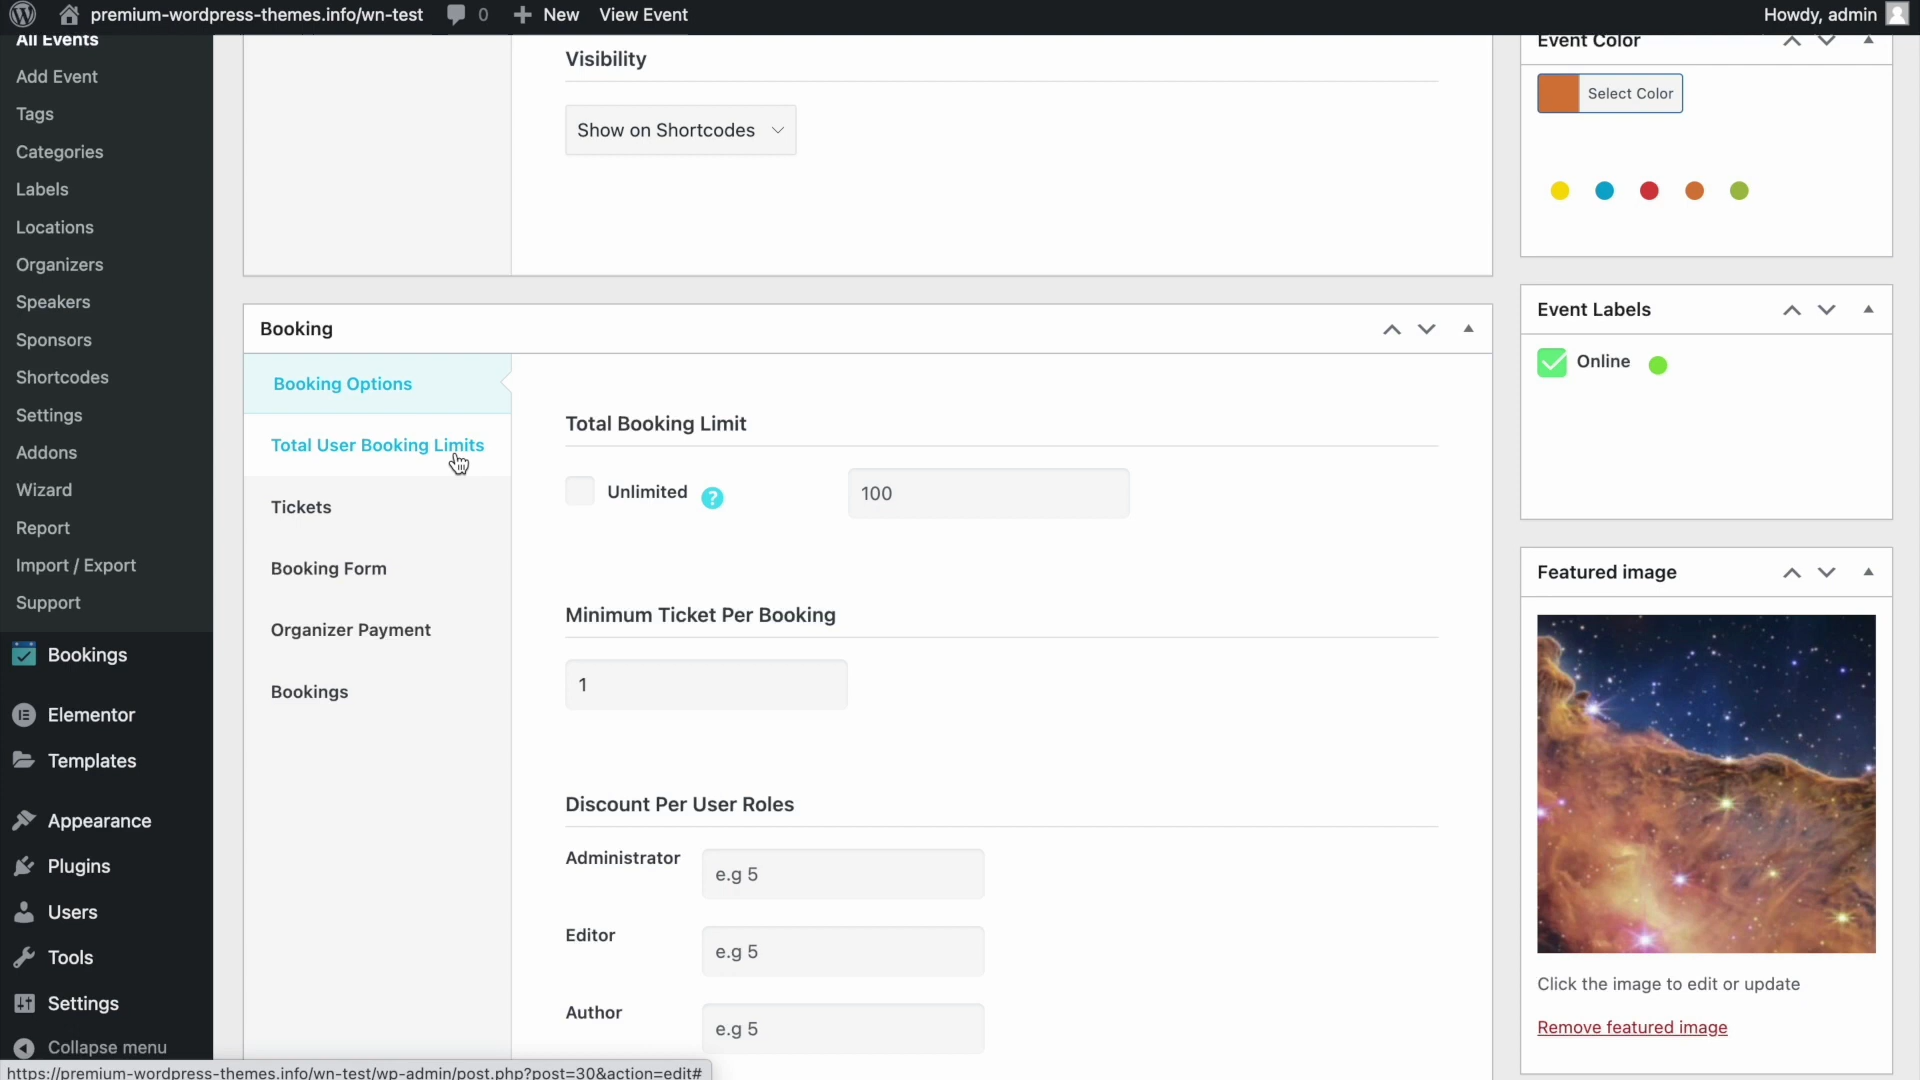 premium-wordpress-themes.info/wn-test 0 New View Event Howdy, admin
All Events
Add Event
Tags
Categories
Labels
Locations
Organizers
Speakers
Sponsors
Shortcodes
Settings
Addons
Wizard
Report
Import / Export
Support
Bookings
Elementor
Templates
Appearance
Plugins
Users
Tools
Settings
Collapse menu
Visibility
Show on Shortcodes
Booking
Booking Options
Total User Booking Limits
Tickets
Booking Form
Organizer Payment
Bookings
Total Booking Limit
Unlimited ? 100
Minimum Ticket Per Booking
1
Discount Per User Roles
Administrator e.g 5
Editor e.g 5
Author e.g 5
Event Color
Select Color
Event Labels
Online
Featured image
Click the image to edit or update
Remove featured image
https://premium-wordpress-themes.info/wn-test/wp-admin/post.php?post=30&action=edit#